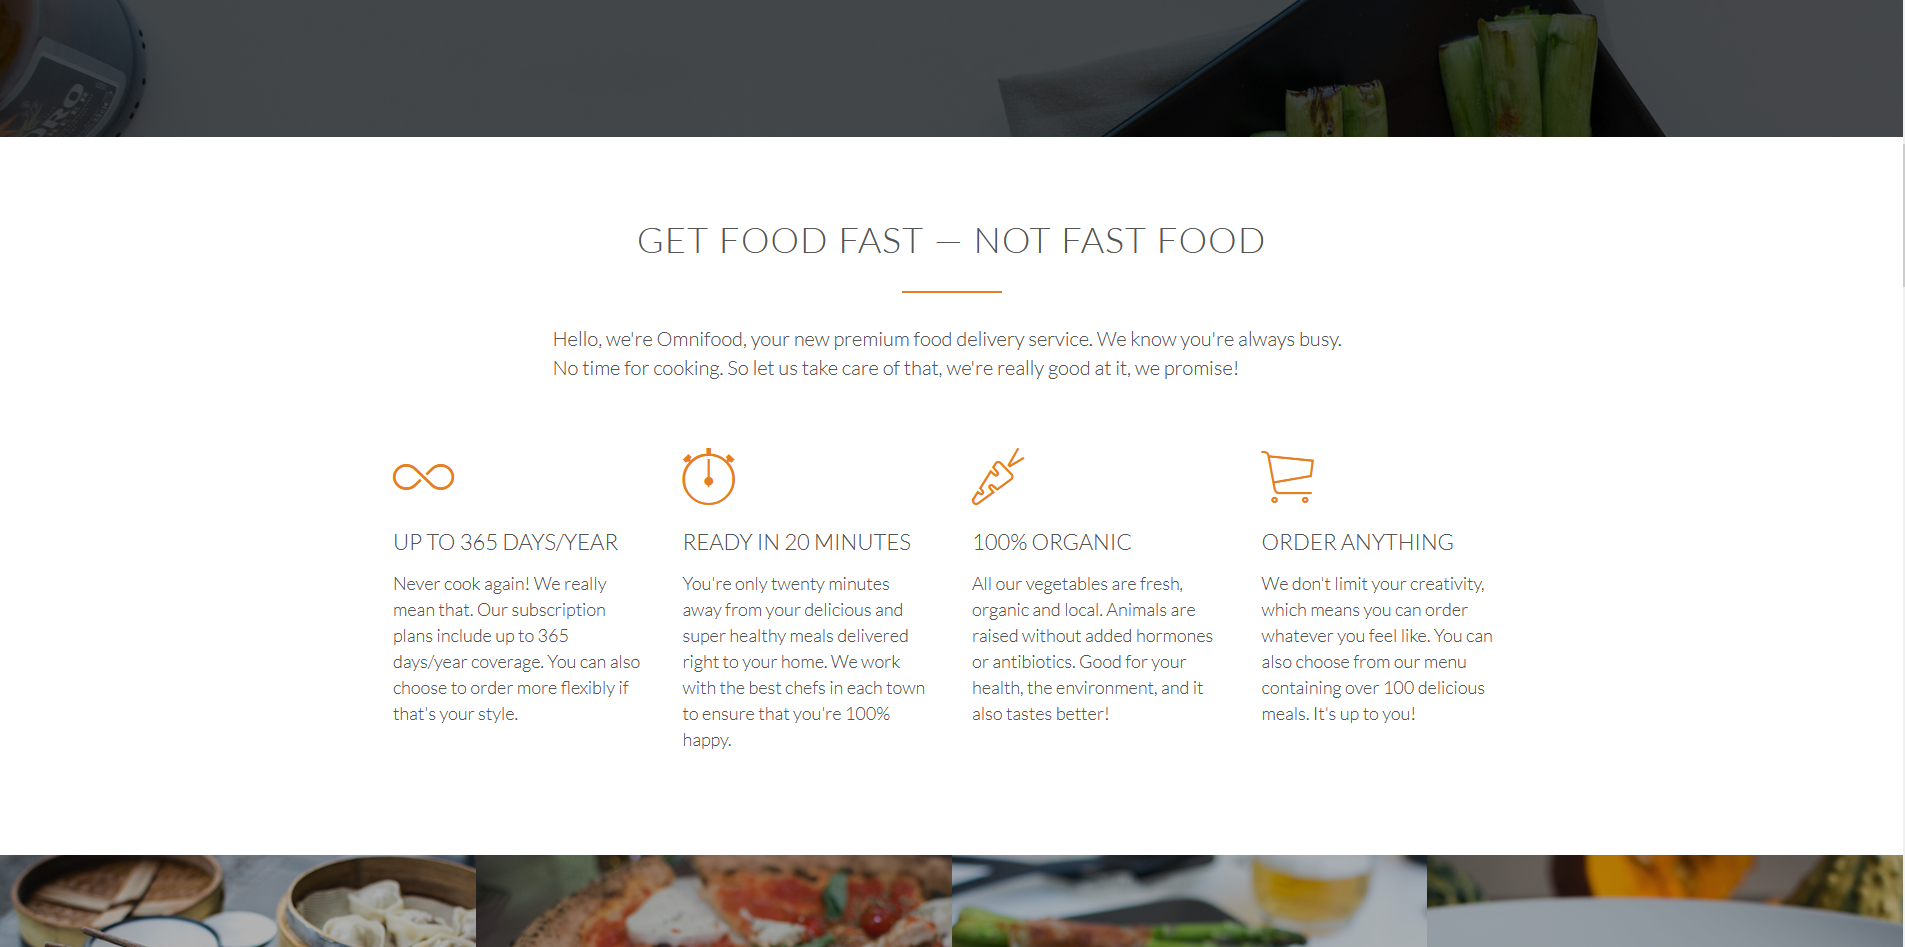 ORO
GET FOOD FAST — NOT FAST FOOD
Hello, we're Omnifood, your new premium food delivery service. We know you're always busy.
No time for cooking. So let us take care of that, we're really good at it, we promise!
UP TO 365 DAYS/YEAR
Never cook again! We really
mean that. Our subscription
plans include up to 365
days/year coverage. You can also
choose to order more flexibly if
that's your style.
READY IN 20 MINUTES
You're only twenty minutes
away from your delicious and
super healthy meals delivered
right to your home. We work
with the best chefs in each town
to ensure that you're 100%
happy.
100% ORGANIC
All our vegetables are fresh,
organic and local. Animals are
raised without added hormones
or antibiotics. Good for your
health, the environment, and it
also tastes better!
ORDER ANYTHING
We don't limit your creativity,
which means you can order
whatever you feel like. You can
also choose from our menu
containing over 100 delicious
meals. It's up to you!